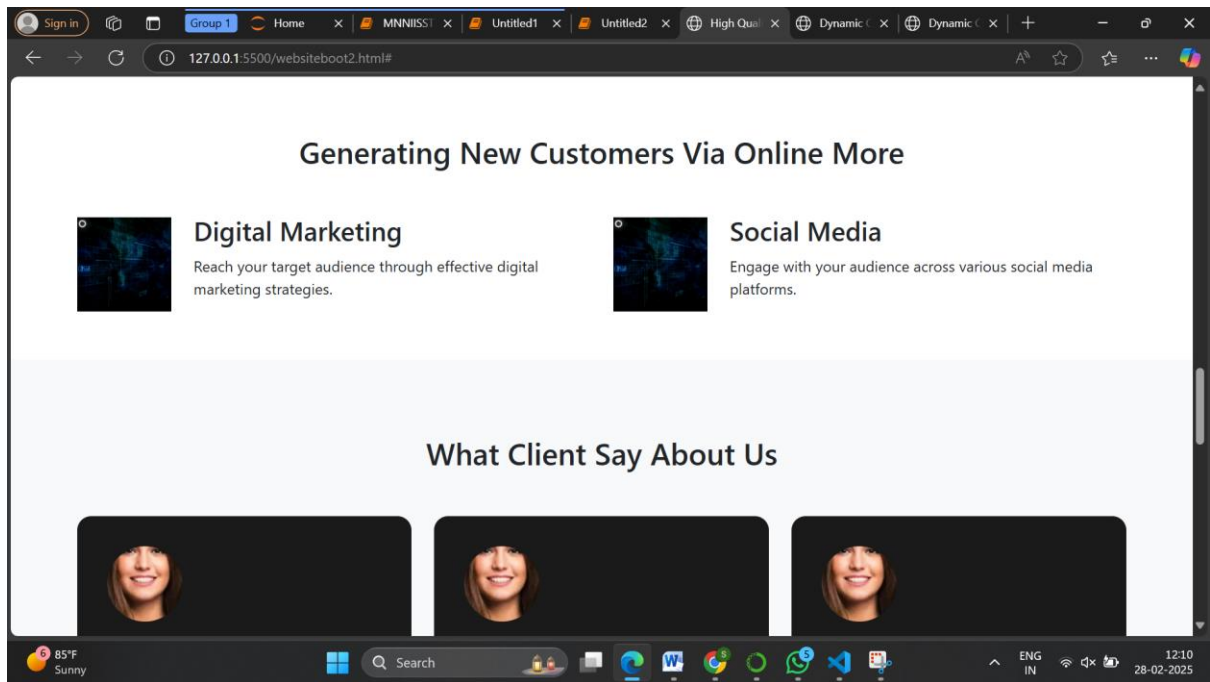 Sign in Group 1 Home MNNIISST Untitled1 Untitled2 High Qual Dynamic Dynamic
127.0.0.1:5500/websiteboot2.html#
Generating New Customers Via Online More
Digital Marketing
Reach your target audience through effective digital
marketing strategies.
Social Media
Engage with your audience across various social media
platforms.
What Client Say About Us
6
85°F
Sunny
Search
S
5
ENG
IN
12:10
28-02-2025